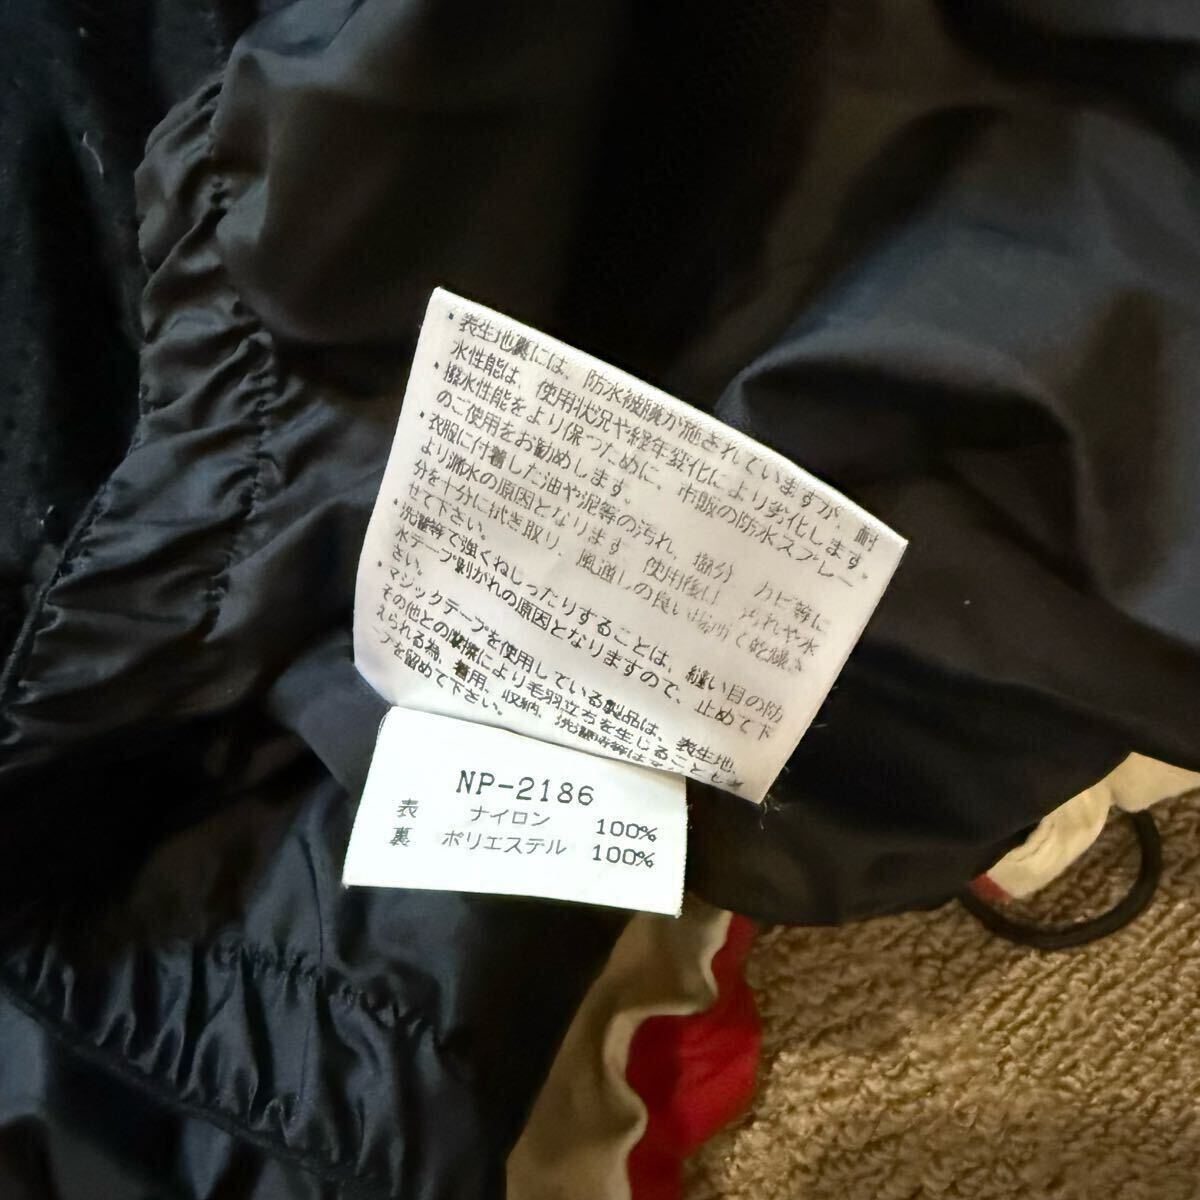 ・表生地裏には、防水被膜が施されていますが、耐
水性能は、使用状況や経年変化により劣化します。
・撥水性能をより保つために、市販の防水スプレー
のご使用をお勧めします。
・衣服に付着した油や泥等の汚れ、塩分、カビ等に
より漏水の原因となります。使用後は、汚れや水
分を十分に拭き取り、風通しの良い場所で乾燥さ
せて下さい。
・洗濯等で強くねじったりすることは、縫い目の防
水テープ剥がれの原因となりますので、止めて下
さい。
・マジックテープを使用している製品は、表生地、
その他との摩擦により毛羽立ちを生じることも考
えられる為、着用、収納、洗濯時等は
プを留めて下さい。
NP-2186
表 ナイロン 100%
裏 ポリエステル 100%